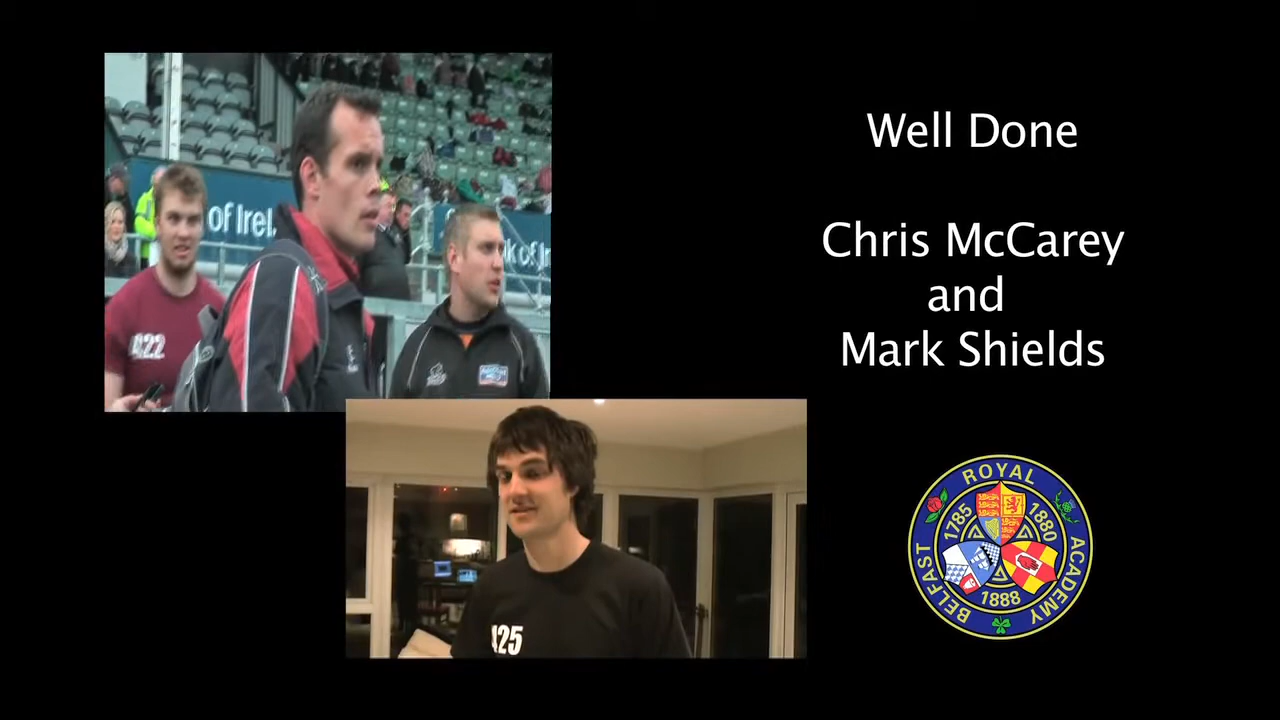 Well Done
Chris McCarey
and
Mark Shields
of Irel
k of Ir
422
425
ROYAL
BELFAST
ACADEMY
1785
1880
1888